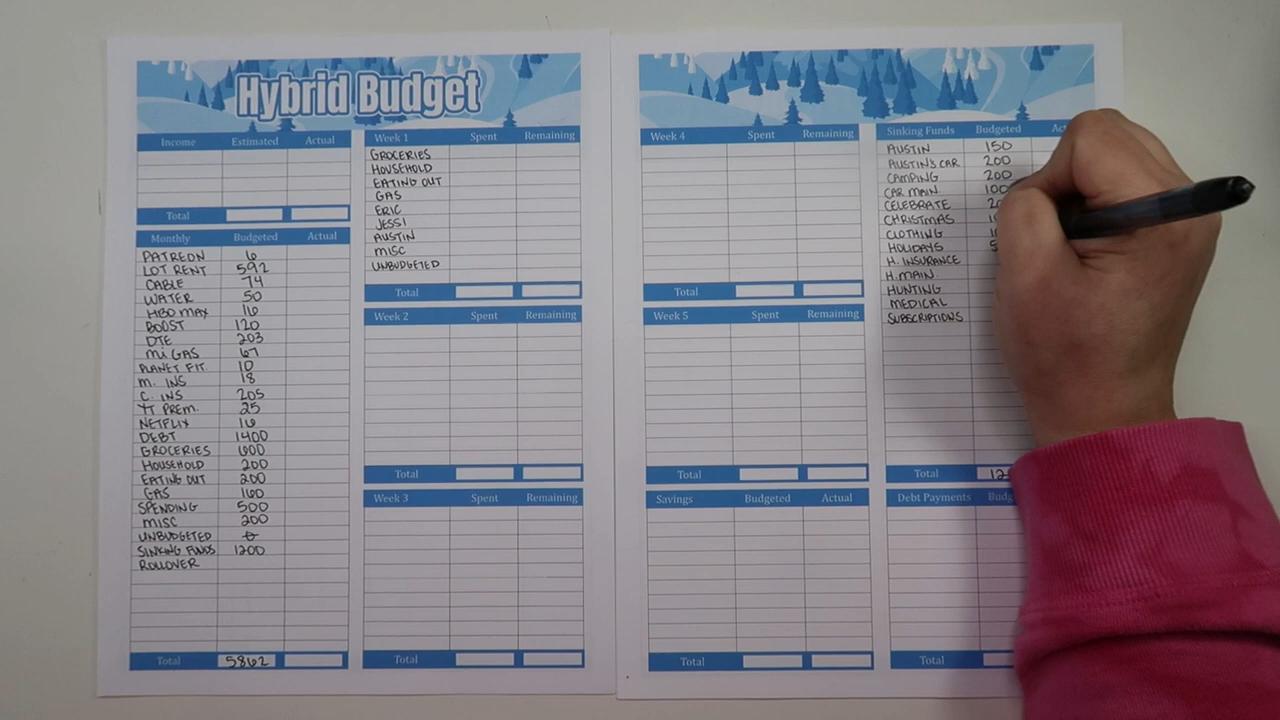 Hybrid Budget
Income Estimated Actual
Total
Monthly Budgeted Actual
PATREON 6
LOT RENT 592
CABLE 74
WATER 50
HBO MAX 16
BOOST 120
DTE 203
Mi GAS 67
PLANET FIT. 10
M. INS 18
C. INS 205
YT PREM. 25
NETFLIX 16
DEBT 1400
GROCERIES 600
HOUSEHOLD 200
EATING OUT 200
GAS 160
SPENDING 500
MISC 200
UNBUDGETED 0
SINKING FUNDS 1200
ROLLOVER
Total 5862
Week 1 Spent Remaining
GROCERIES
HOUSEHOLD
EATING OUT
GAS
ERIC
JESSI
AUSTIN
MISC
UNBUDGETED
Total
Week 2 Spent Remaining
Total
Week 3 Spent Remaining
Total
Week 4 Spent Remaining
Total
Week 5 Spent Remaining
Total
Savings Budgeted Actual
Total
Sinking Funds Budgeted
AUSTIN 150
AUSTIN'S CAR 200
CAMPING 200
CAR MAIN 100
CELEBRATE
CHRISTMAS
CLOTHING
HOLIDAYS
H. INSURANCE
H. MAIN.
HUNTING
MEDICAL
SUBSCRIPTIONS
Total
Debt Payments
Total